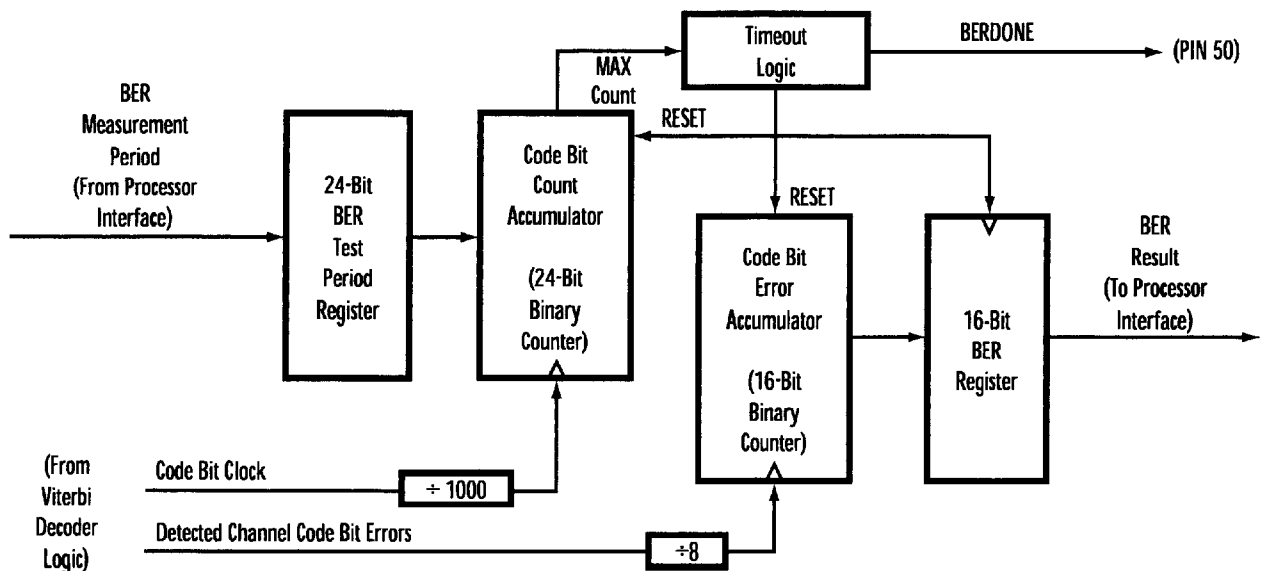 Timeout
Logic
BERDONE
(PIN 50)
MAX
Count
BER
Measurement
Period
(From Processor
Interface)
RESET
24-Bit
BER
Test
Period
Register
Code Bit
Count
Accumulator
(24-Bit
Binary
Counter)
RESET
Code Bit
Error
Accumulator
(16-Bit
Binary
Counter)
16-Bit
BER
Register
BER
Result
(To Processor
Interface)
(From
Viterbi
Decoder
Logic)
Code Bit Clock
÷ 1000
Detected Channel Code Bit Errors
÷8